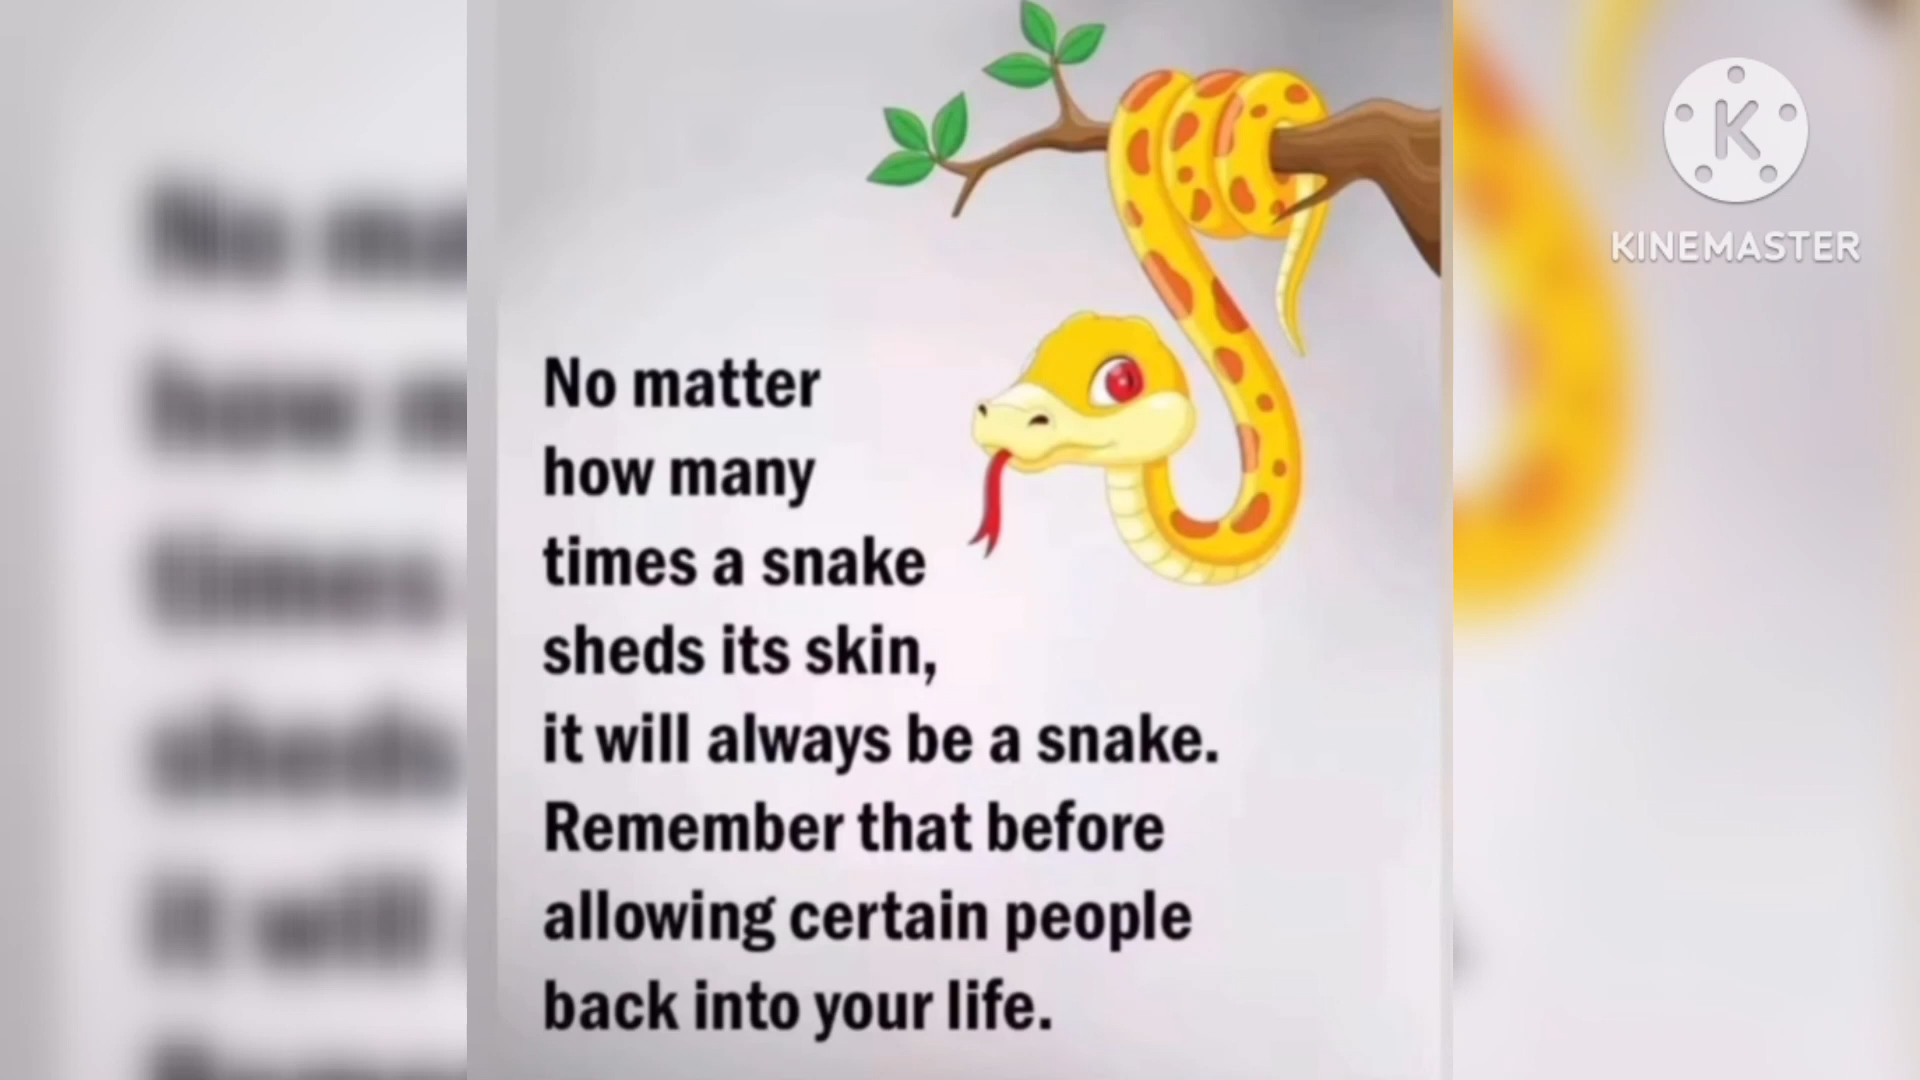 No matter
how many
times a snake
sheds its skin,
it will always be a snake.
Remember that before
allowing certain people
back into your life.
K
KINEMASTER